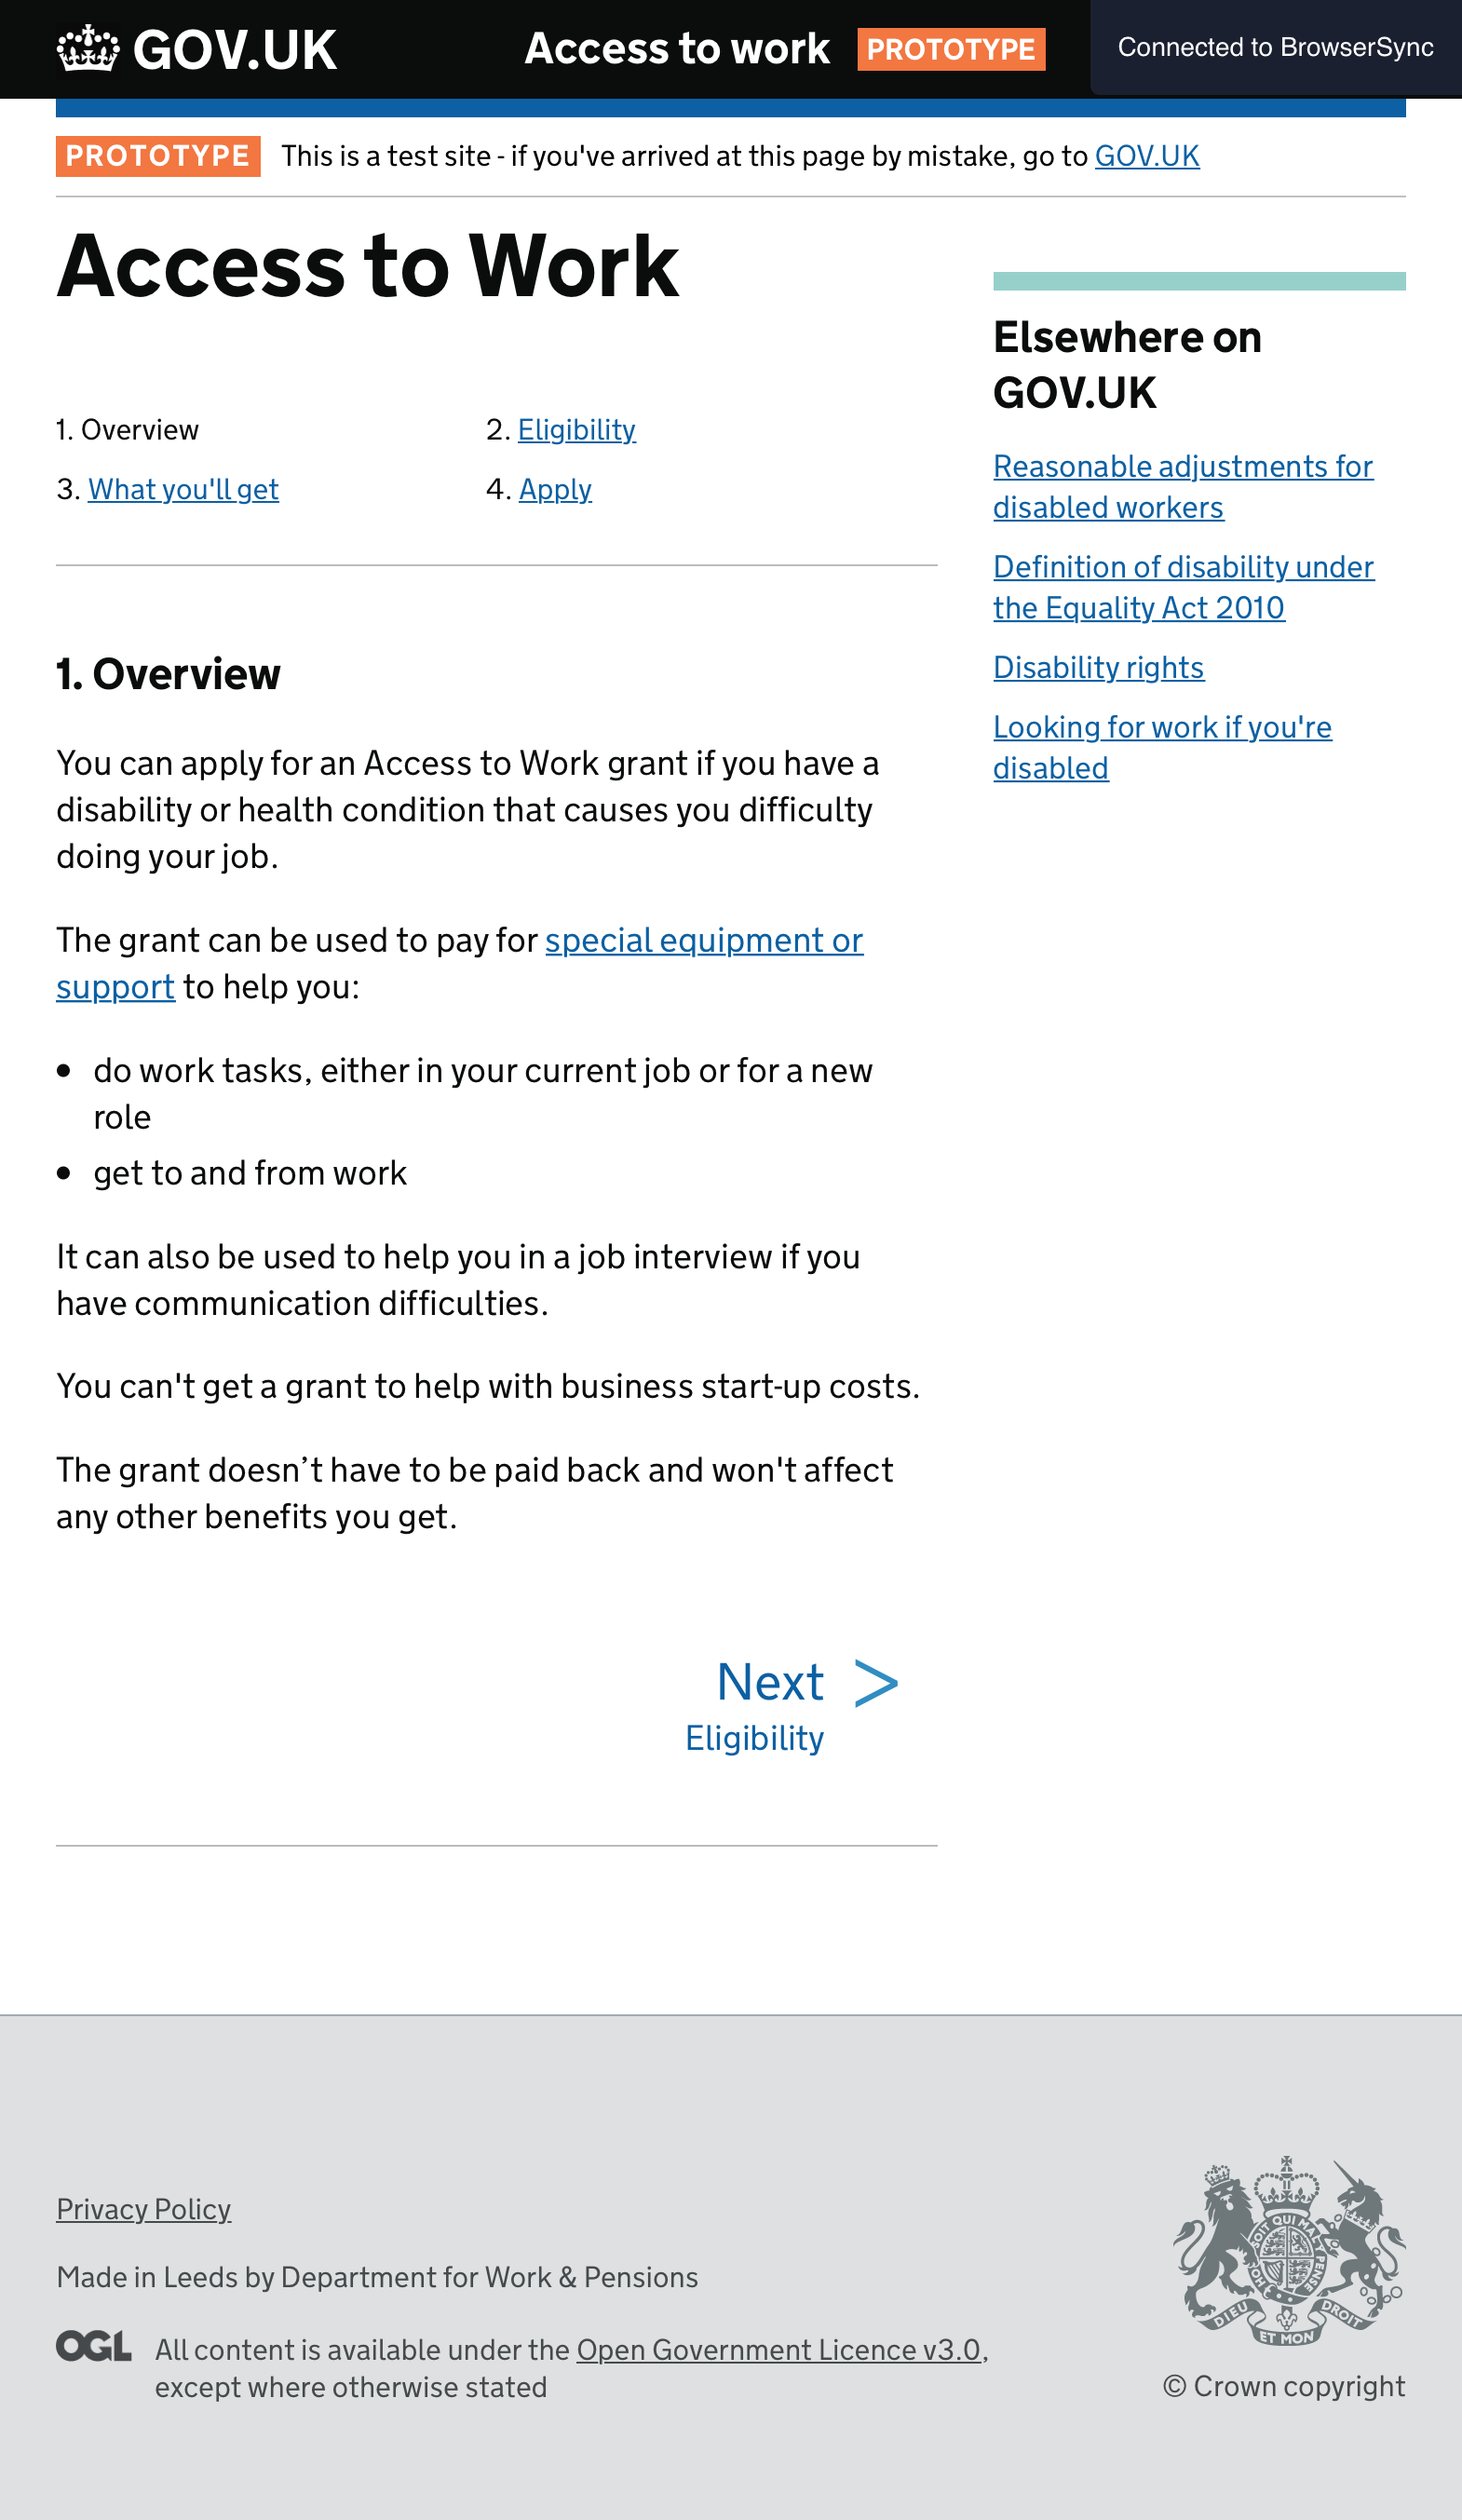 GOV.UK
Access to work PROTOTYPE
Connected to BrowserSync
PROTOTYPE This is a test site - if you've arrived at this page by mistake, go to GOV.UK
Access to Work
1. Overview
2. Eligibility
3. What you'll get
4. Apply
Elsewhere on
GOV.UK
Reasonable adjustments for
disabled workers
Definition of disability under
the Equality Act 2010
Disability rights
Looking for work if you're
disabled
1. Overview
You can apply for an Access to Work grant if you have a
disability or health condition that causes you difficulty
doing your job.
The grant can be used to pay for special equipment or
support to help you:
• do work tasks, either in your current job or for a new
role
• get to and from work
It can also be used to help you in a job interview if you
have communication difficulties.
You can't get a grant to help with business start-up costs.
The grant doesn’t have to be paid back and won't affect
any other benefits you get.
Next >
Eligibility
Privacy Policy
Made in Leeds by Department for Work & Pensions
OGL All content is available under the Open Government Licence v3.0,
except where otherwise stated
HONI SOIT QUI MAL Y PENSE
DIEU ET MON DROIT
© Crown copyright